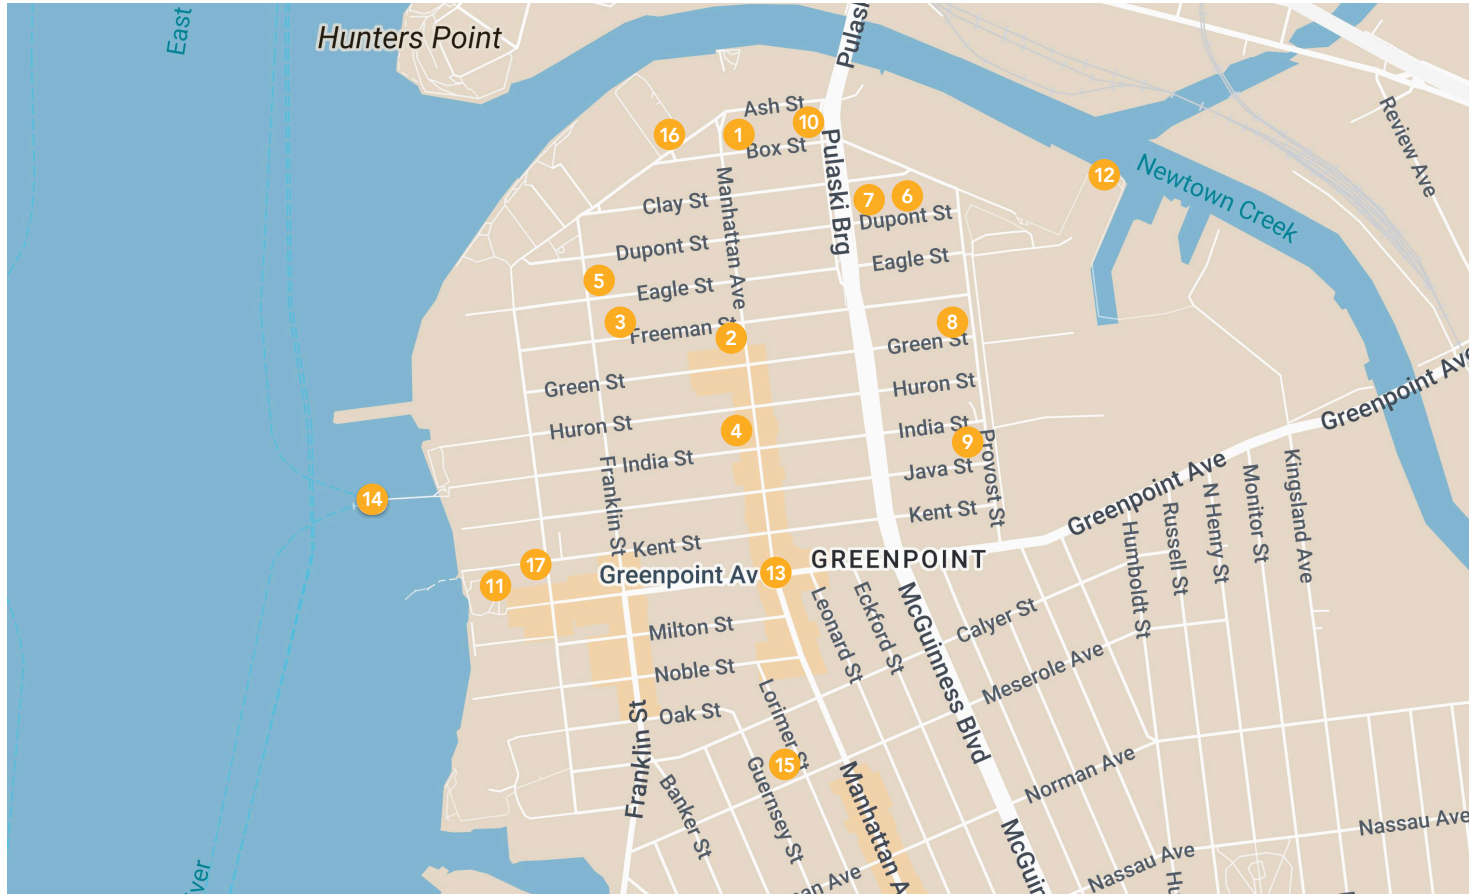 East
Hunters Point
Pulas
Ash St
10
16
1
Box St
Pulaski Brg
Review Ave
12
Newtown Creek
Manhattan Ave
Clay St
7
6
Dupont St
Dupont St
Eagle St
5
Eagle St
3
Freeman St
2
8
Green St
Green St
Huron St
Greenpoint Ave
Huron St
4
India St
9
India St
Java St
Provost St
Franklin St
14
Kent St
Greenpoint Ave
Kingsland Ave
Monitor St
N Henry St
Russell St
Humboldt St
Kent St
17
11
Greenpoint Av
13
GREENPOINT
Leonard St
Eckford St
McGuinness Blvd
Calyer St
Milton St
Noble St
Meserole Ave
Oak St
Lorimer St
Franklin St
15
Guernsey St
Banker St
Manhattan A
Norman Ave
McGuin
Nassau Ave
Nassau Ave
Hu
an Ave
ver